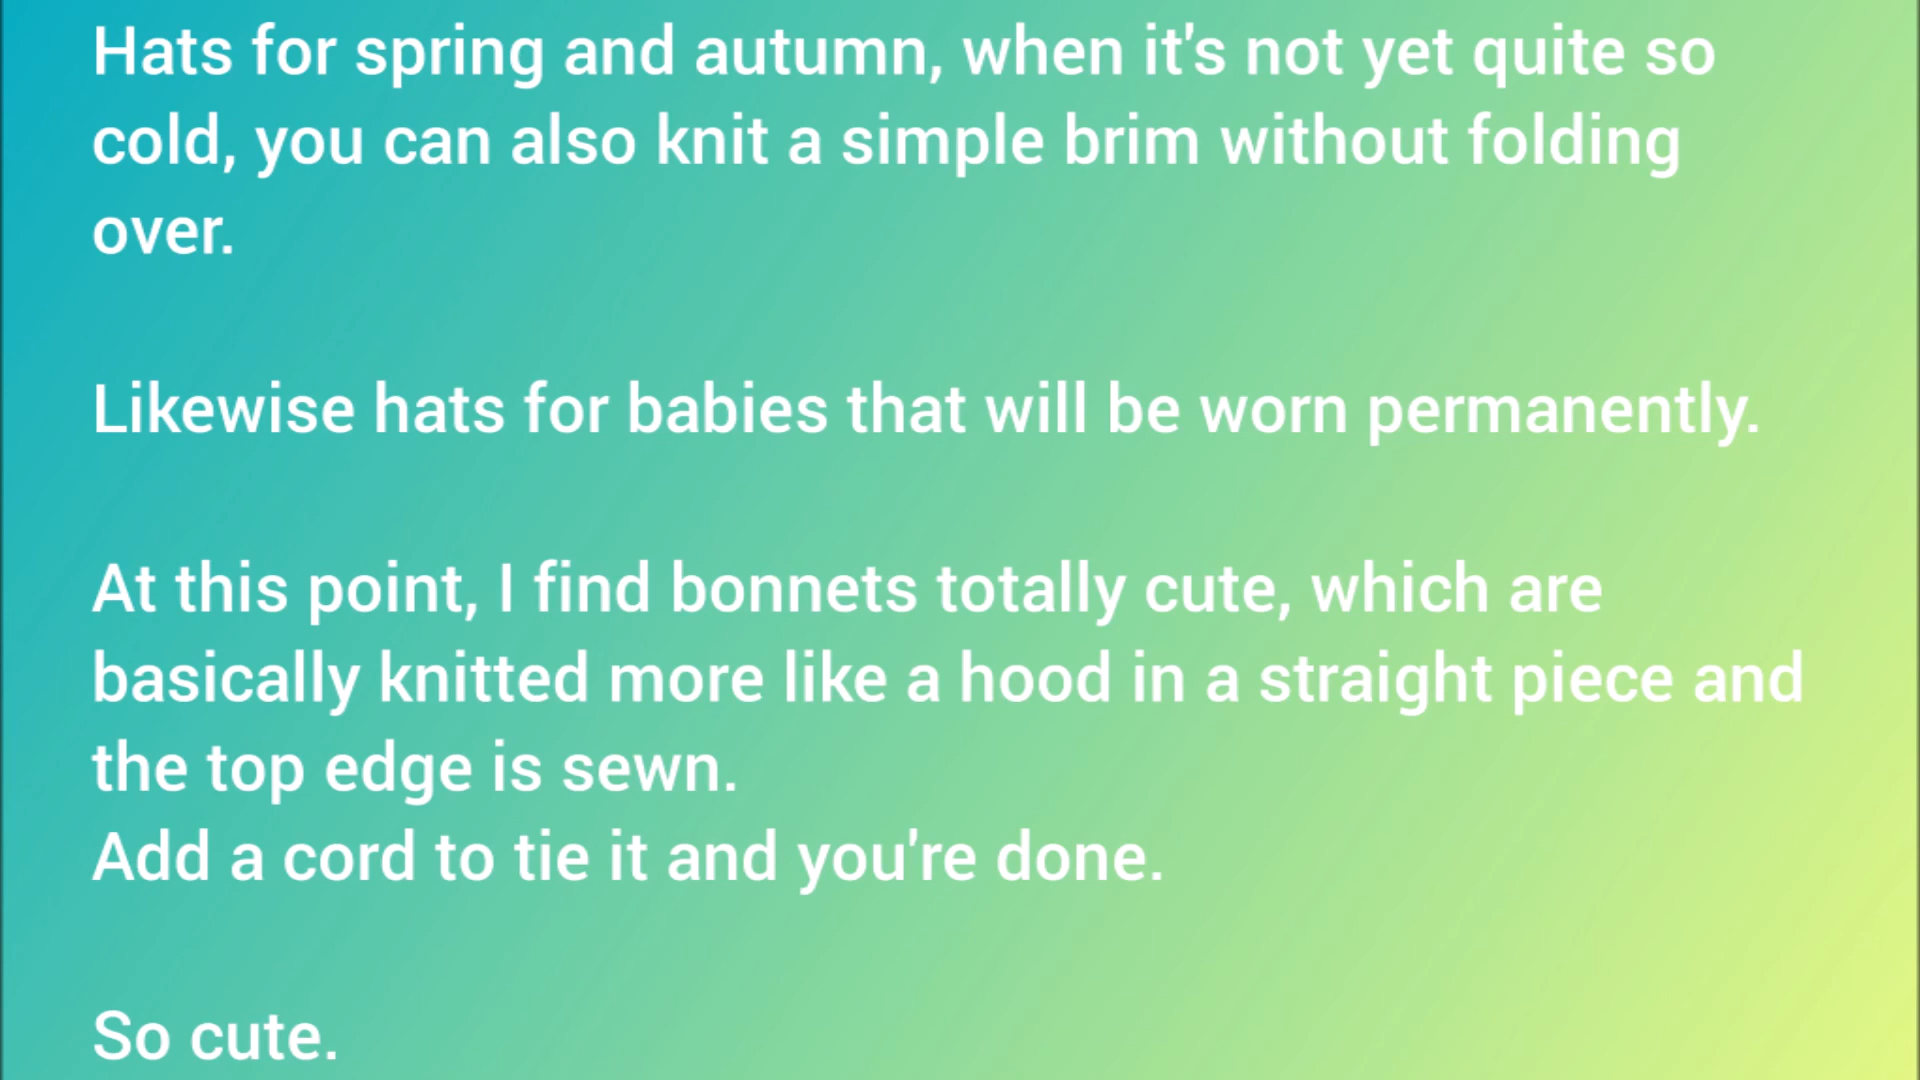 Hats for spring and autumn, when it's not yet quite so
cold, you can also knit a simple brim without folding
over.
Likewise hats for babies that will be worn permanently.
At this point, I find bonnets totally cute, which are
basically knitted more like a hood in a straight piece and
the top edge is sewn.
Add a cord to tie it and you're done.
So cute.